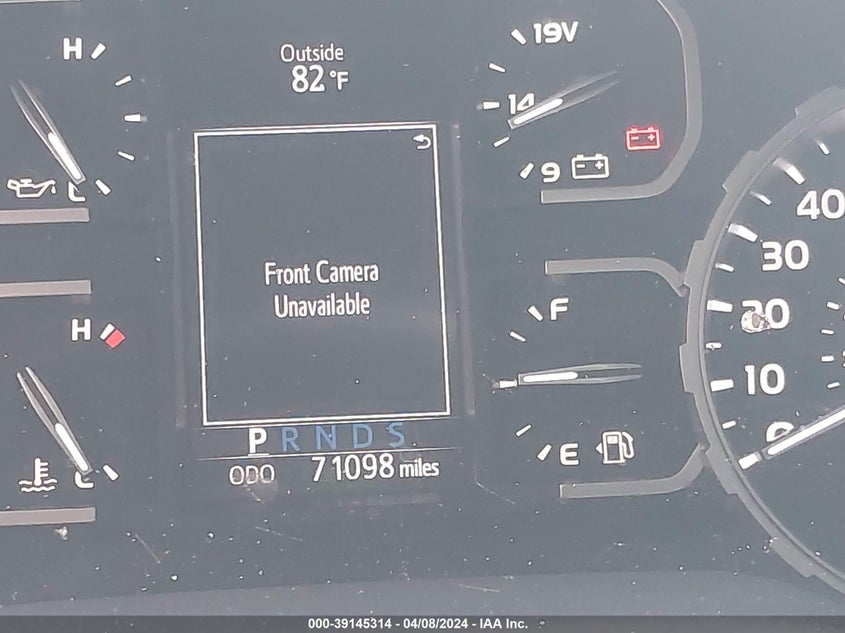 H
Outside
82 °F
19V
14
9
L
40
30
20
10
0
Front Camera
Unavailable
H
F
E
P R N D S
ODO 71098 miles
000-39145314 - 04/08/2024 - IAA Inc.